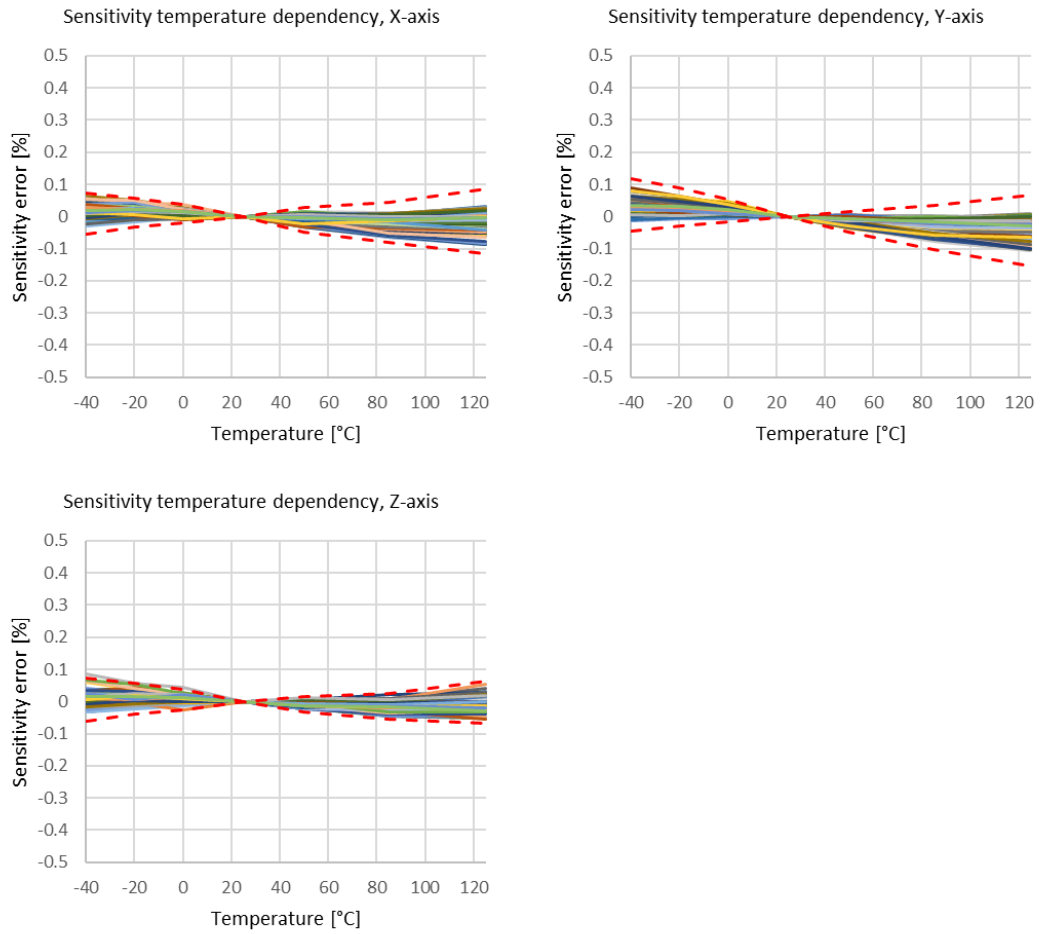 Sensitivity temperature dependency, X-axis
0.5
0.4
0.3
0.2
0.1
0
-0.1
-0.2
-0.3
-0.4
-0.5
Sensitivity error [%]
-40 -20 0 20 40 60 80 100 120
Temperature [°C]
Sensitivity temperature dependency, Y-axis
0.5
0.4
0.3
0.2
0.1
0
-0.1
-0.2
-0.3
-0.4
-0.5
Sensitivity error [%]
-40 -20 0 20 40 60 80 100 120
Temperature [°C]
Sensitivity temperature dependency, Z-axis
0.5
0.4
0.3
0.2
0.1
0
-0.1
-0.2
-0.3
-0.4
-0.5
Sensitivity error [%]
-40 -20 0 20 40 60 80 100 120
Temperature [°C]